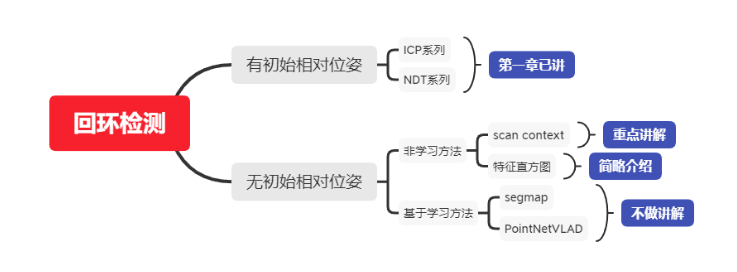 回环检测
有初始相对位姿
ICP系列
NDT系列
第一章已讲
无初始相对位姿
非学习方法
scan context
重点讲解
特征直方图
简略介绍
基于学习方法
segmap
PointNetVLAD
不做讲解